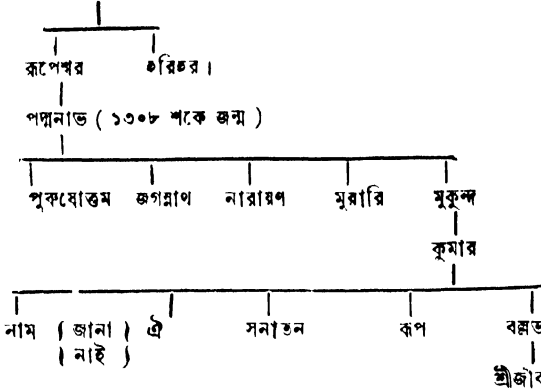 রূপেশ্বর হরিহর।
পদ্মনাভ ( ১৩০৮ শকে জন্ম )
পুরুষোত্তম জগন্নাথ নারায়ণ মুরারি মুকুন্দ
কুমার
নাম ( জানা ) ঐ সনাতন রূপ বল্লভ
( নাই )
শ্রীজীব